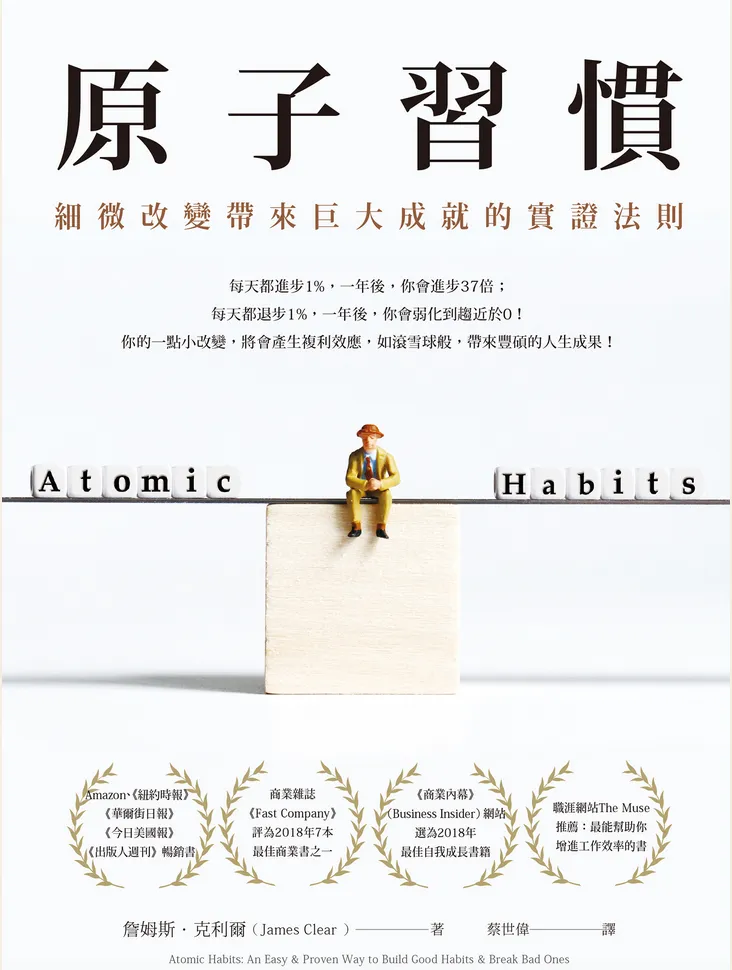 原子習慣
細微改變帶來巨大成就的實證法則
每天都進步1%，一年後，你會進步37倍；
每天都退步1%，一年後，你會弱化到趨近於0！
你的一點小改變，將會產生複利效應，如滾雪球般，帶來豐碩的人生成果！
Atomic Habits
Amazon、《紐約時報》
《華爾街日報》
《今日美國報》
《出版人週刊》暢銷書
商業雜誌
《Fast Company》
評為2018年7本
最佳商業書之一
《商業內幕》
（Business Insider）網站
選為2018年
最佳自我成長書籍
職涯網站The Muse
推薦：最能幫助你
增進工作效率的書
詹姆斯．克利爾（James Clear ）————著　蔡世偉————譯
Atomic Habits: An Easy & Proven Way to Build Good Habits & Break Bad Ones